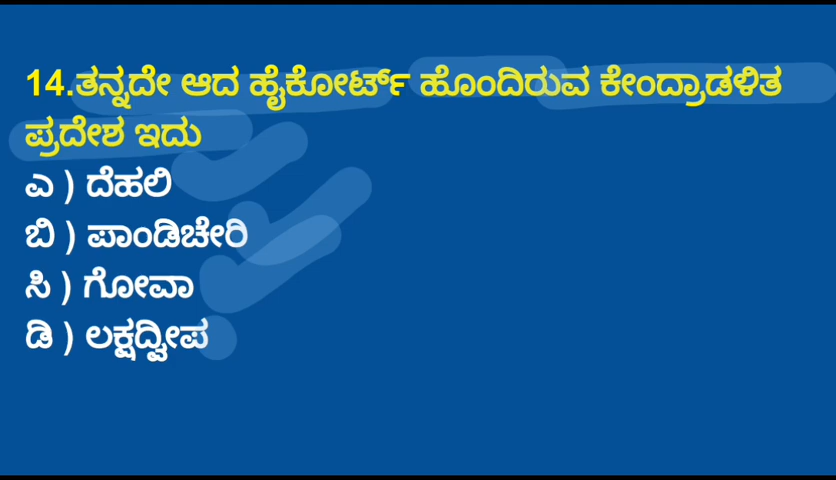 14.ತನ್ನದೇ ಆದ ಹೈಕೋರ್ಟ್ ಹೊಂದಿರುವ ಕೇಂದ್ರಾಡಳಿತ
ಪ್ರದೇಶ ಇದು
ಎ ) ದೆಹಲಿ
ಬಿ ) ಪಾಂಡಿಚೇರಿ
ಸಿ ) ಗೋವಾ
ಡಿ ) ಲಕ್ಷದ್ವೀಪ